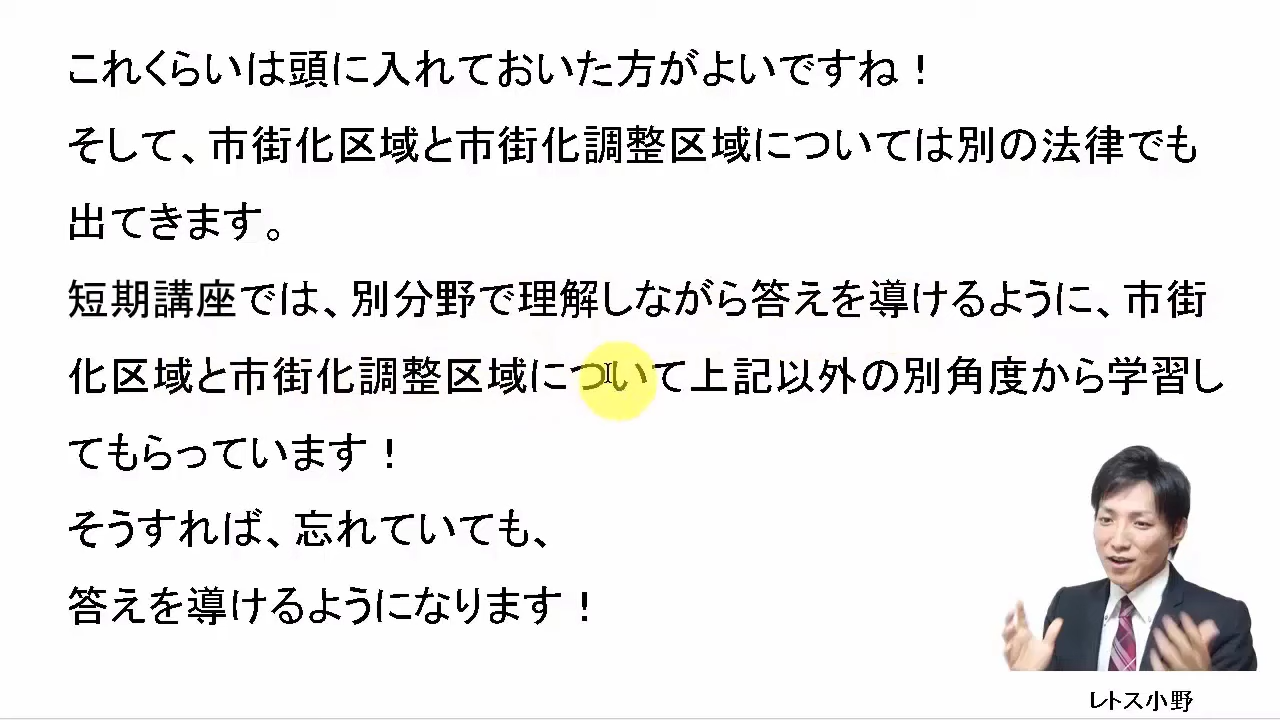 これくらいは頭に入れておいた方がよいですね！
そして、市街化区域と市街化調整区域については別の法律でも
出てきます。
短期講座では、別分野で理解しながら答えを導けるように、市街
化区域と市街化調整区域について上記以外の別角度から学習し
てもらっています！
そうすれば、忘れていても、
答えを導けるようになります！
レトス小野